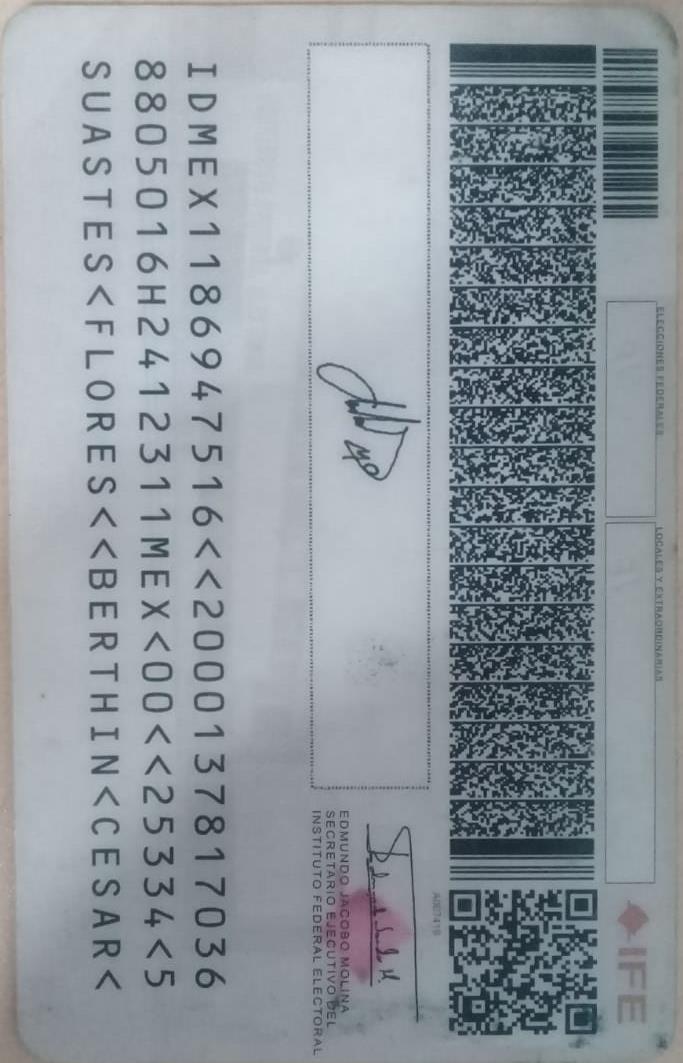 ELECCIONES FEDERALES
LOCALES Y EXTRAORDINARIAS
IFE
EDMUNDO JACOBO MOLINA
SECRETARIO EJECUTIVO DEL
INSTITUTO FEDERAL ELECTORAL
IDMEX1186947516<<2000137817036
8805016H2412311MEX<00<<25334<5
SUASTES<FLORES<<BERTHIN<CESAR<